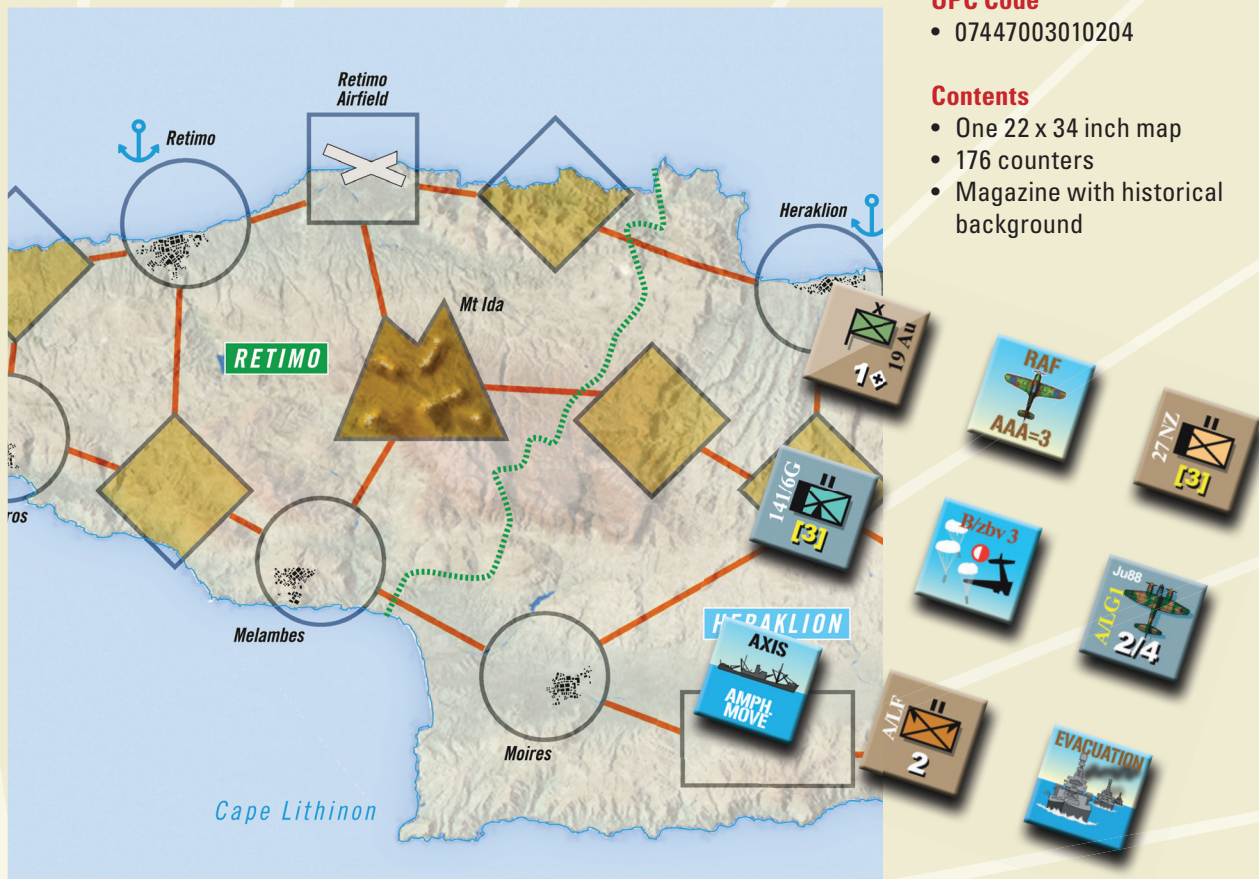 UPC Code
• 07447003010204
Contents
• One 22 x 34 inch map
• 176 counters
• Magazine with historical
background
Retimo
Airfield
Retimo
Heraklion
Mt Ida
RETIMO
ros
Melambes
HERAKLION
Moires
Cape Lithinon
X
19 Au
1
RAF
AAA=3
27 NZ
[3]
141/6G
[3]
B/zbv 3
Ju88
A/LG1
2/4
AXIS
AMPH.
MOVE
A/LF
2
EVACUATION